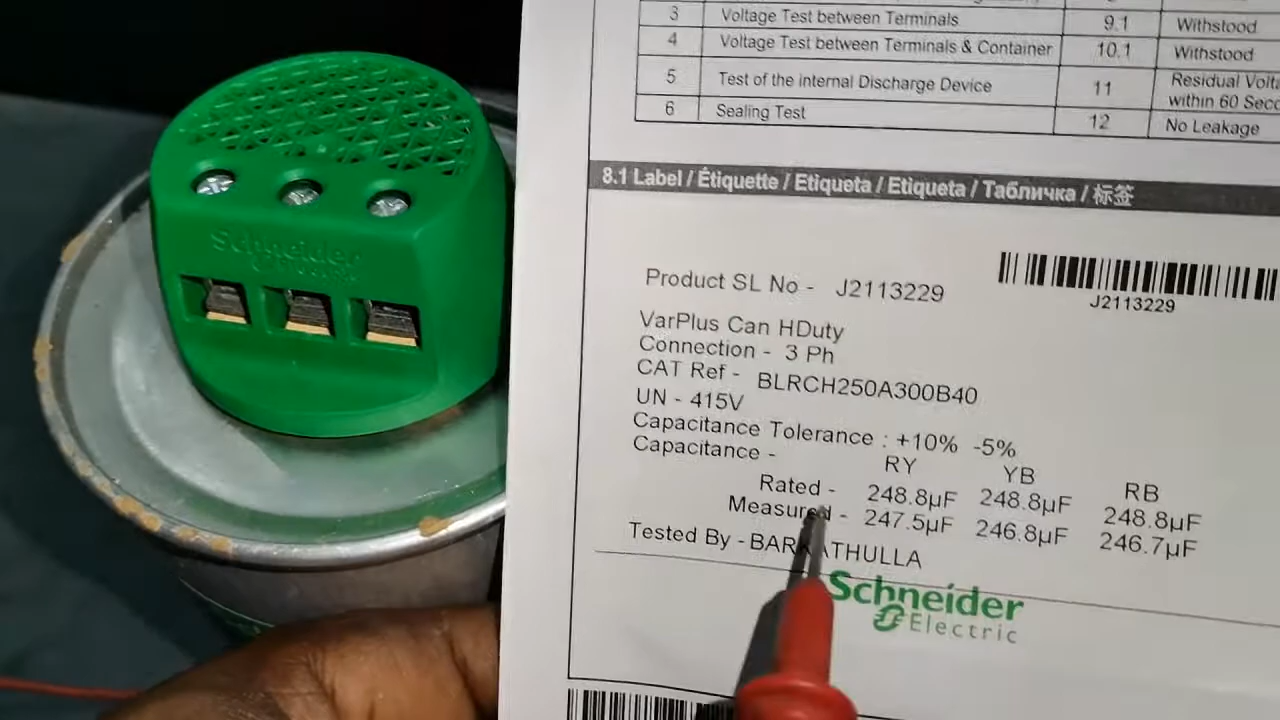 3 Voltage Test between Terminals 9.1 Withstood
4 Voltage Test between Terminals & Container 10.1 Withstood
5 Test of the internal Discharge Device 11 Residual
within 60
6 Sealing Test 12 No Leakage
8.1 Label / Étiquette / Etiqueta / Etiqueta / Табличка / 标签
Product SL No - J2113229
J2113229
VarPlus Can HDuty
Connection - 3 Ph
CAT Ref - BLRCH250A300B40
UN - 415V
Capacitance Tolerance : +10% -5%
Capacitance - RY YB RB
Rated - 248.8µF 248.8µF 248.8µF
Measured - 247.5µF 246.8µF 246.7µF
Tested By - BARKATHULLA
Schneider
Electric
Schneider
Electric